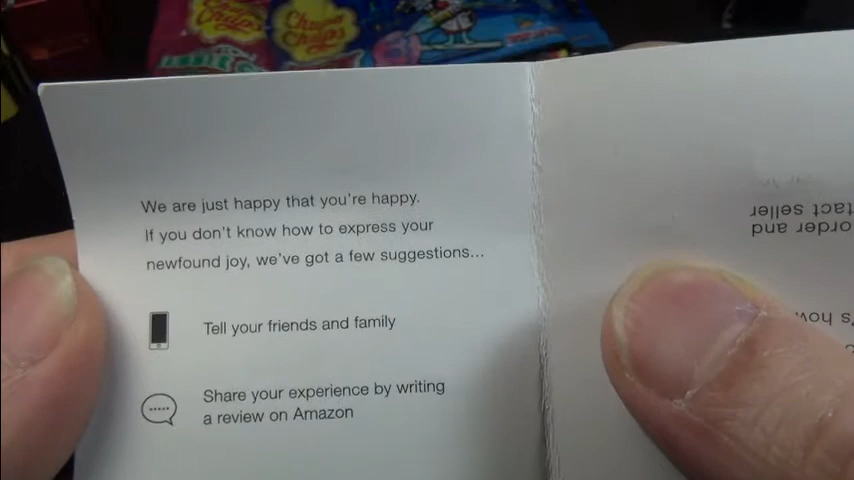 We are just happy that you're happy.
If you don't know how to express your
newfound joy, we've got a few suggestions...
Tell your friends and family
Share your experience by writing
a review on Amazon
order and
tact seller
's how
Chupa
Chups
Chupa
Chups